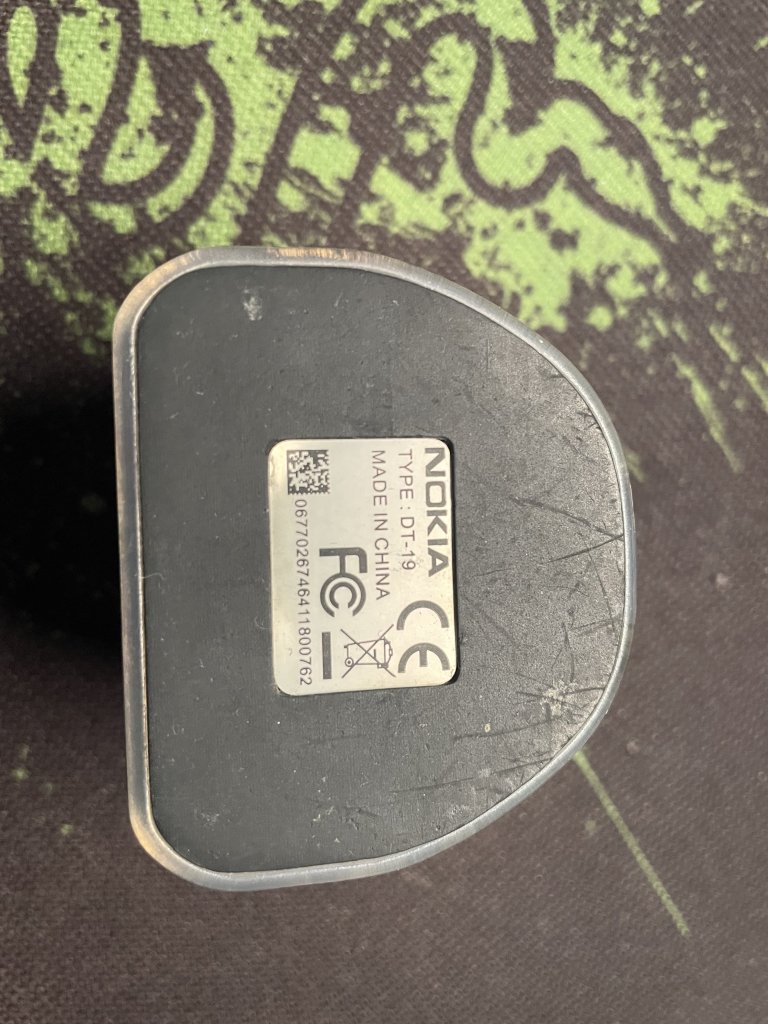 NOKIA
TYPE : DT-19
MADE IN CHINA
CE
FC
0677026746411800762